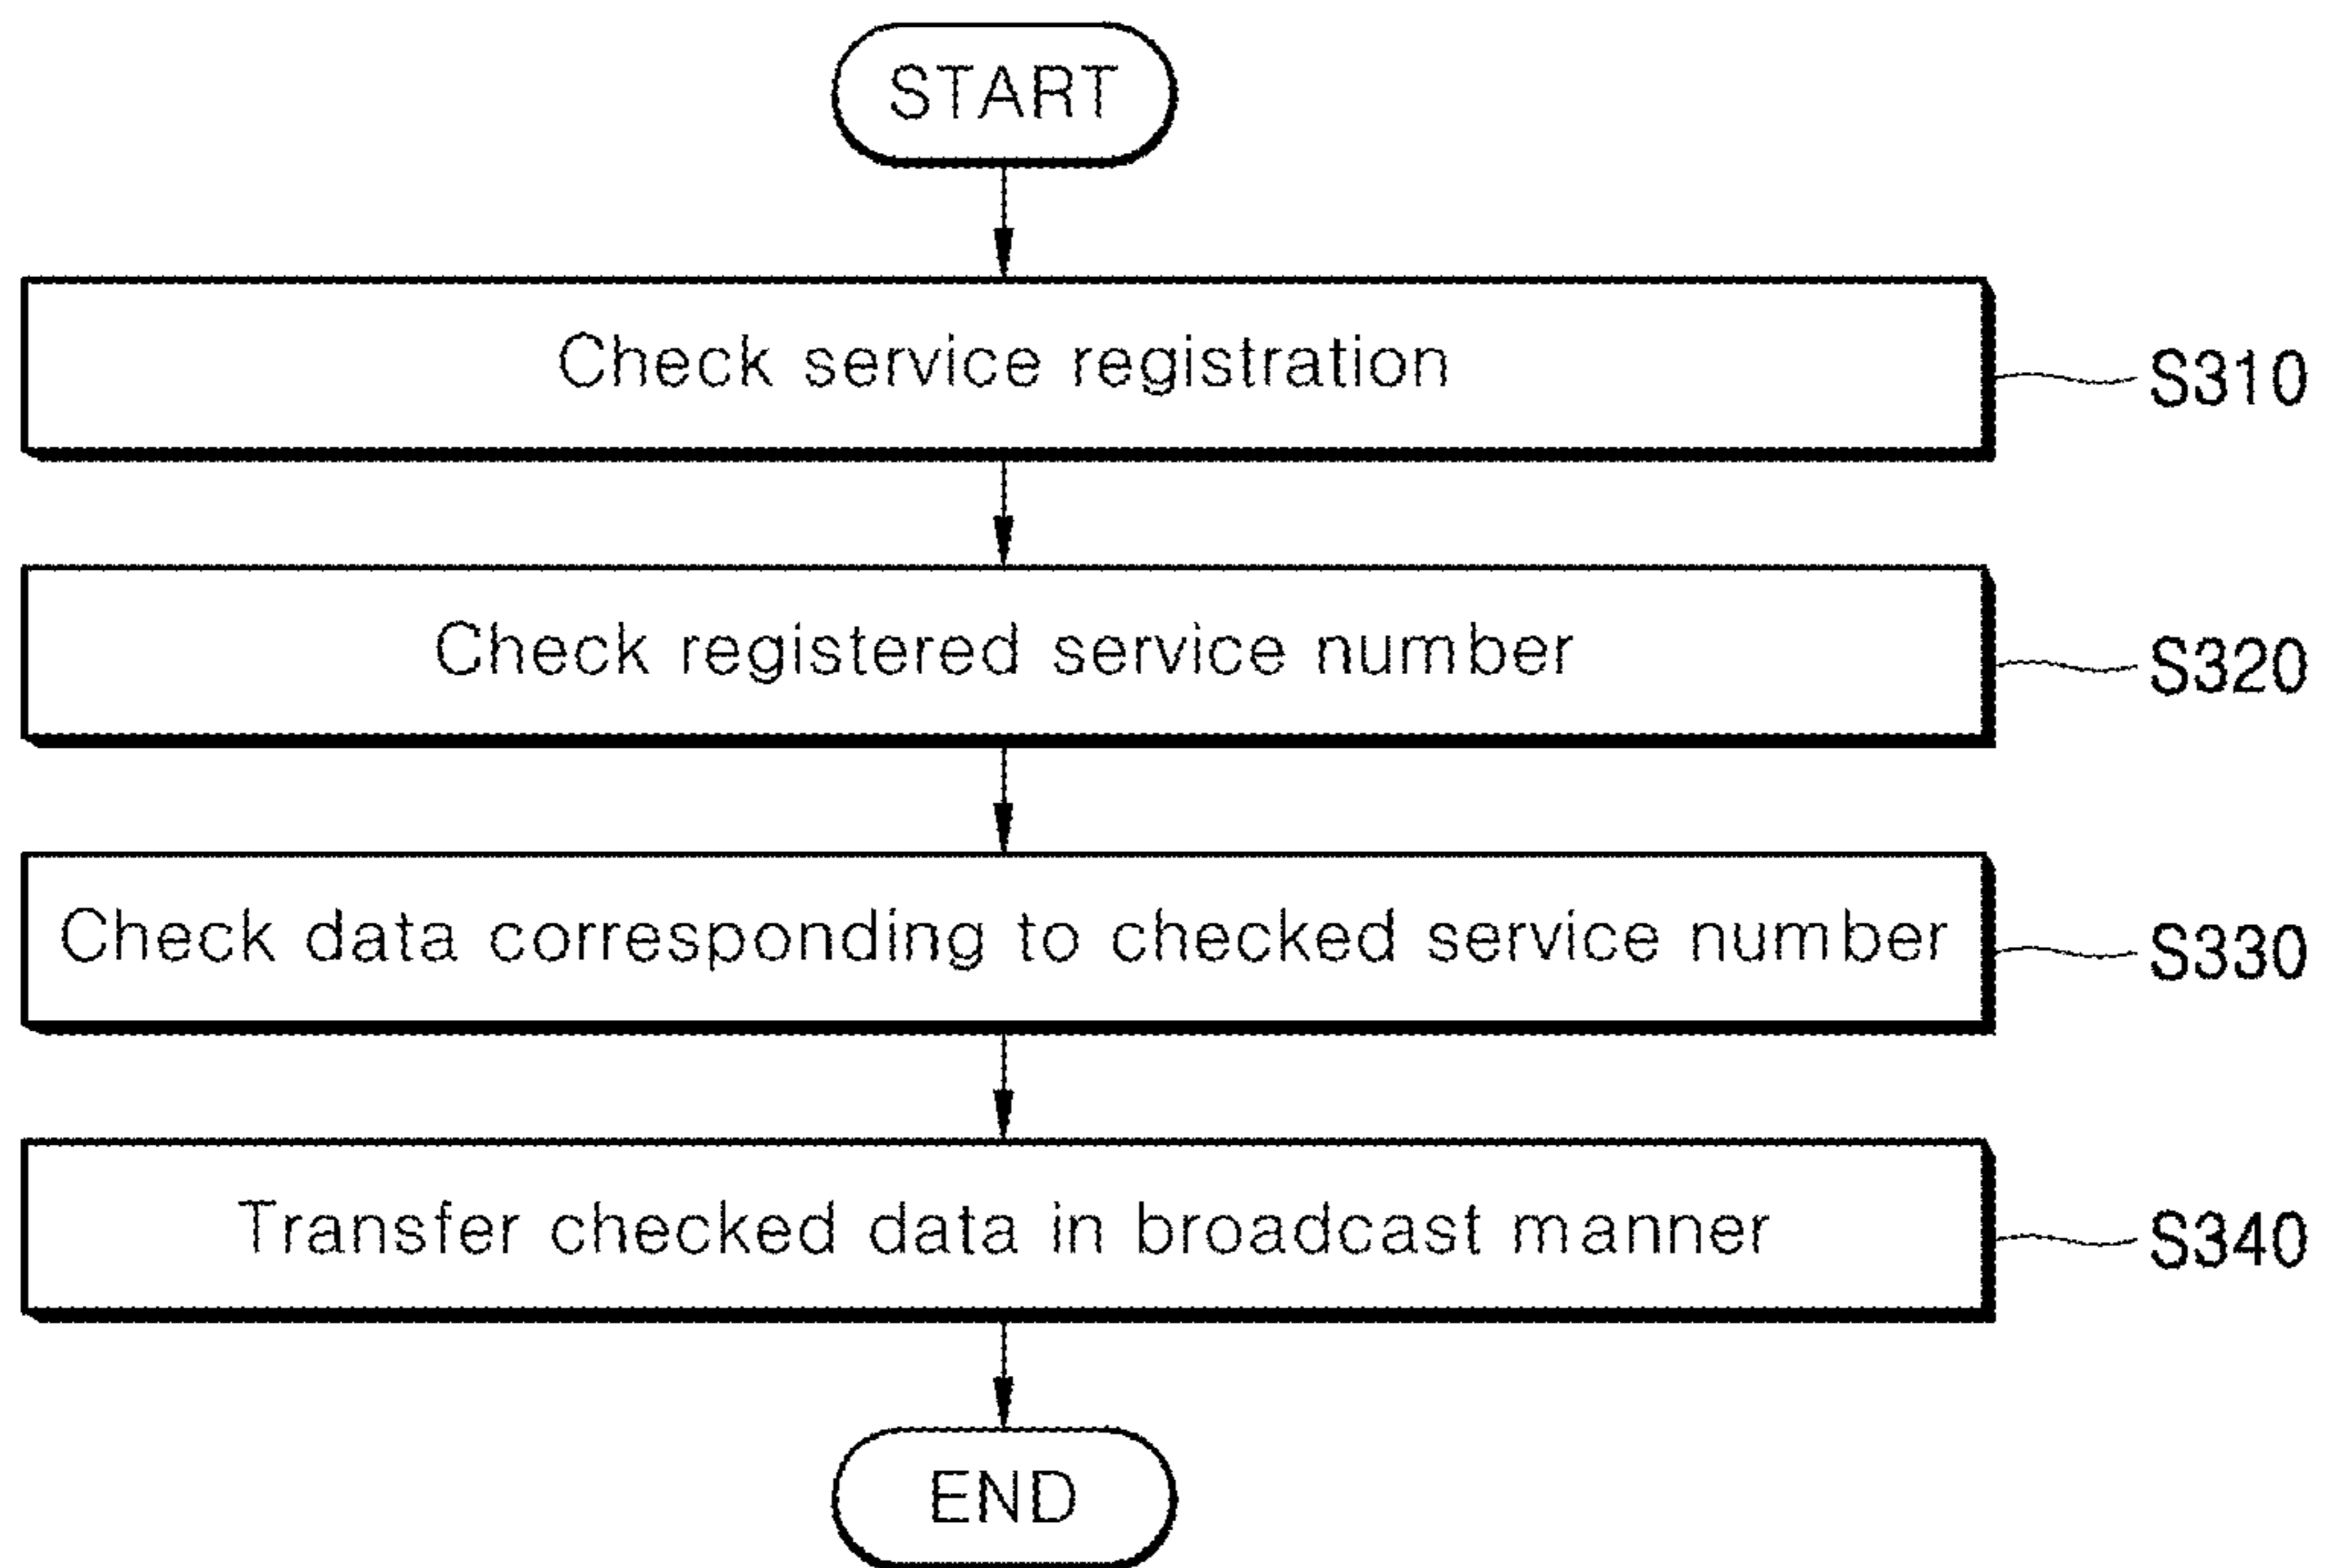 START
Check service registration
S310
Check registered service number
S320
Check data corresponding to checked service number
S330
Transfer checked data in broadcast manner
S340
END